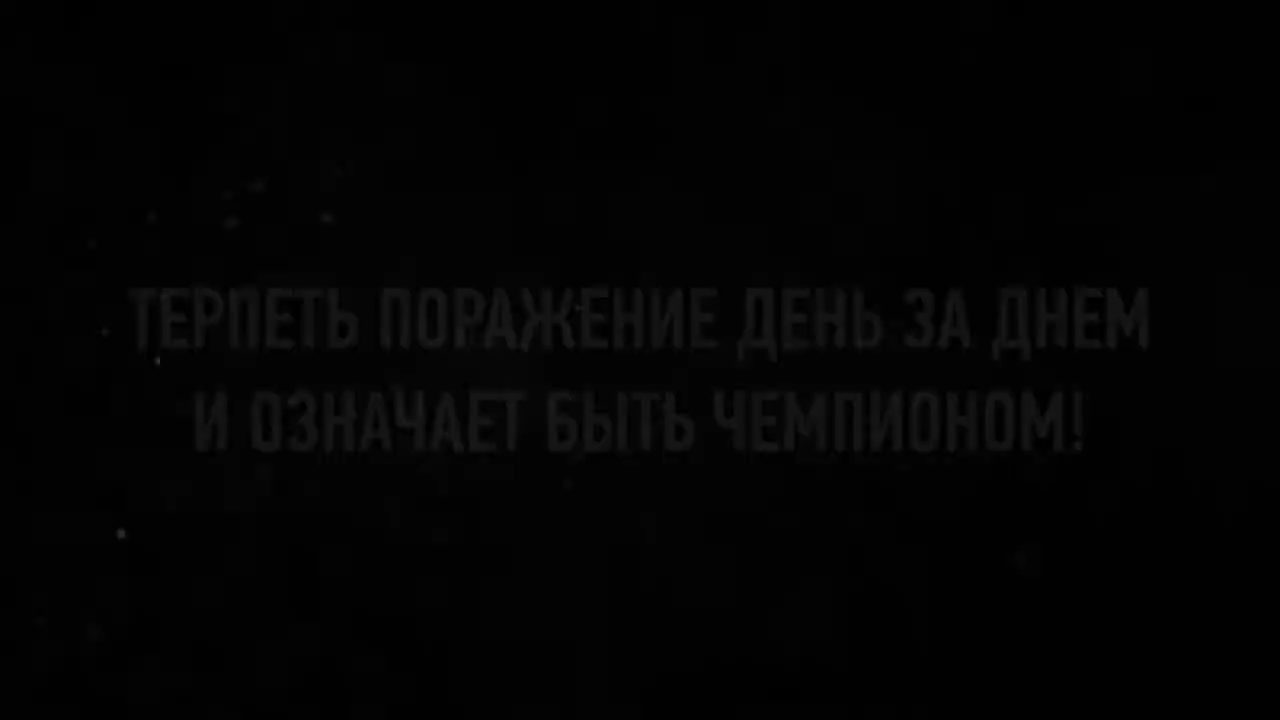 ТЕРПЕТЬ ПОРАЖЕНИЕ ДЕНЬ ЗА ДНЕМ
И ОЗНАЧАЕТ БЫТЬ ЧЕМПИОНОМ!